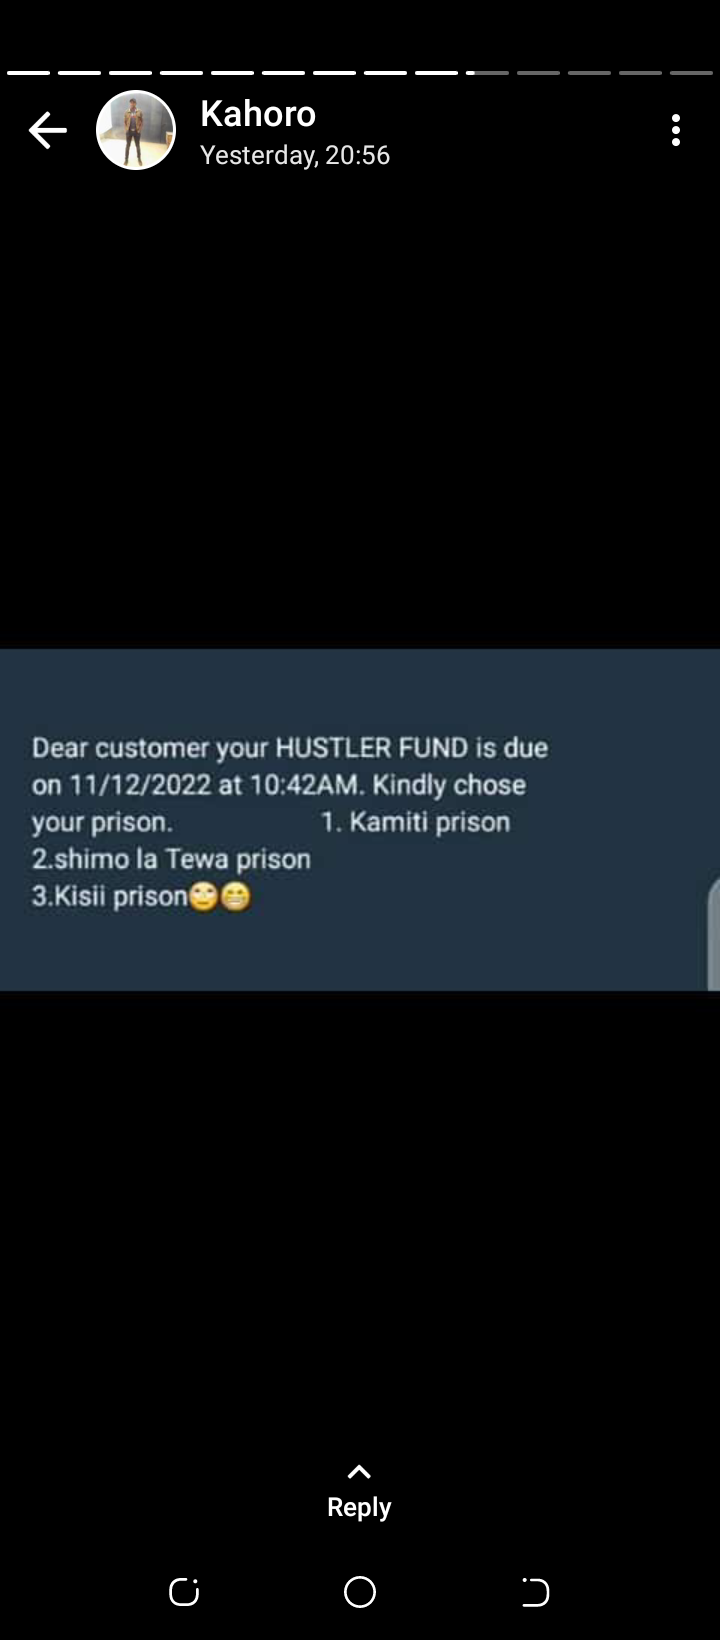 Kahoro
Yesterday, 20:56
Dear customer your HUSTLER FUND is due
on 11/12/2022 at 10:42AM. Kindly chose
your prison. 1. Kamiti prison
2.shimo la Tewa prison
3.Kisii prison🙄😁
Reply